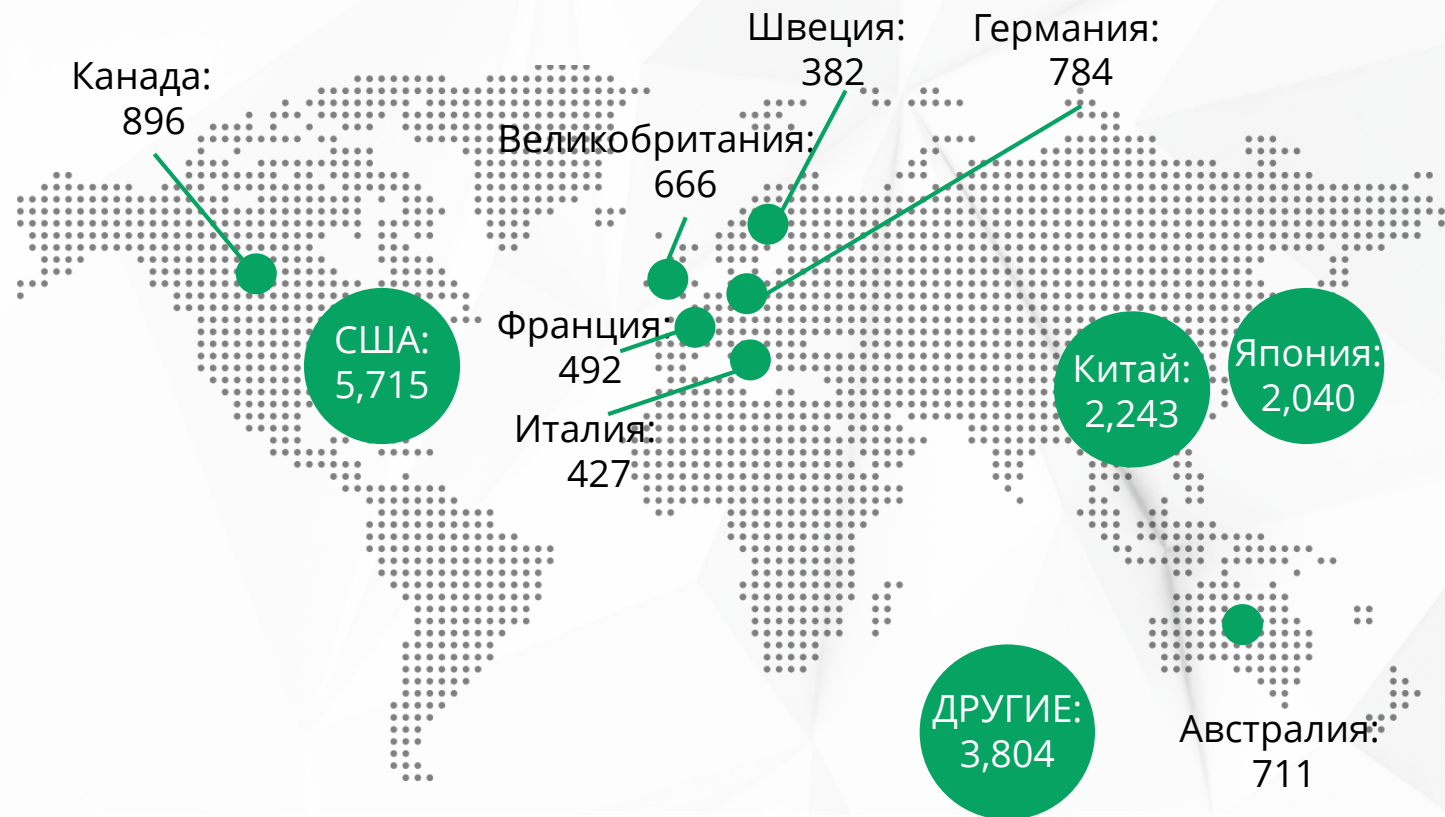 Швеция:
382
Германия:
784
Канада:
896
Великобритания:
666
Франция:
492
США:
5,715
Китай:
2,243
Япония:
2,040
Италия:
427
ДРУГИЕ:
3,804
Австралия:
711